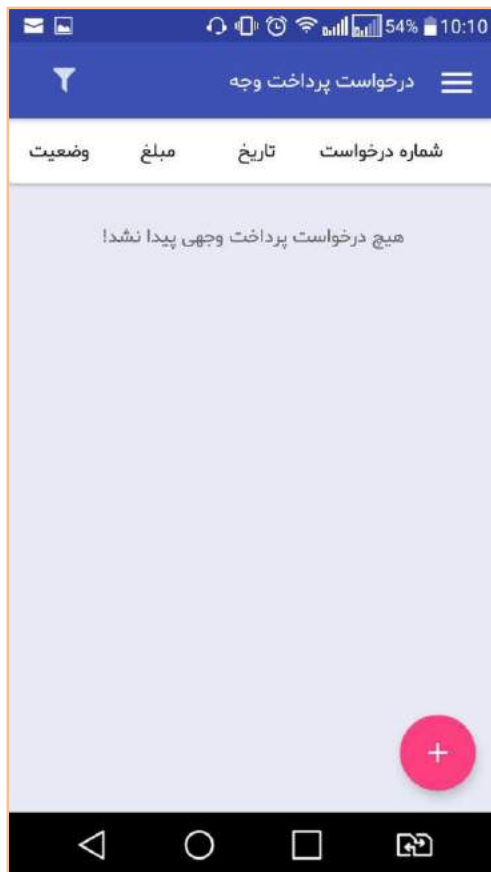 54% 10:10
درخواست پرداخت وجه
شماره درخواست تاریخ مبلغ وضعیت
هیچ درخواست پرداخت وجهی پیدا نشد!
+